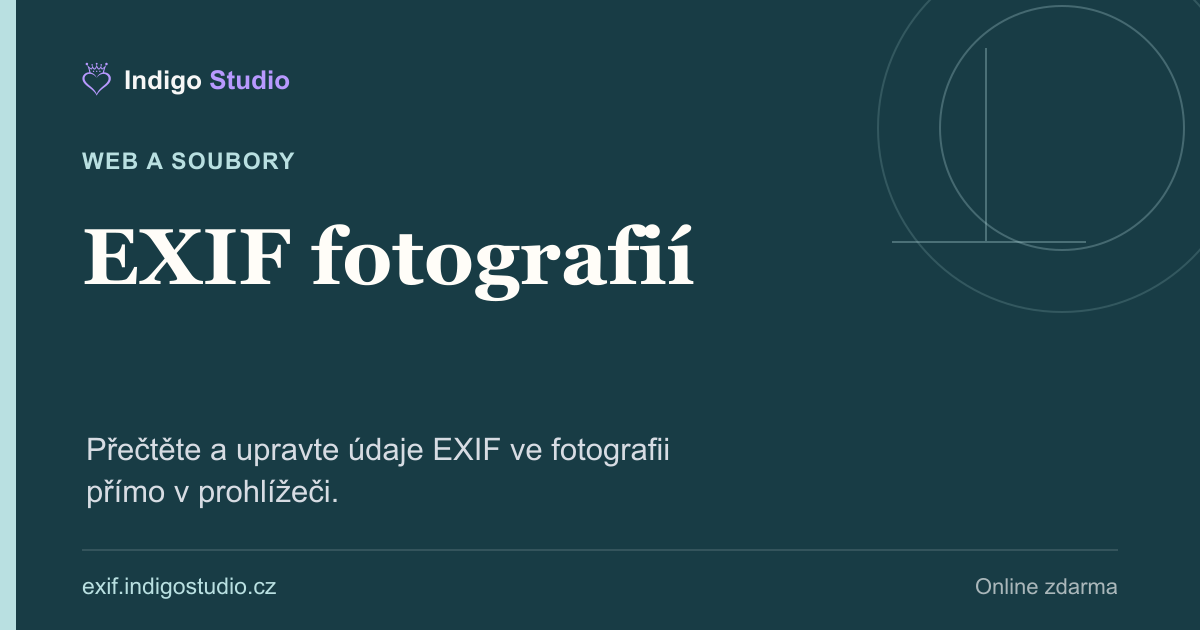 Indigo Studio
WEB A SOUBORY
EXIF fotografií
Přečtěte a upravte údaje EXIF ve fotografii
přímo v prohlížeči.
exif.indigostudio.cz
Online zdarma